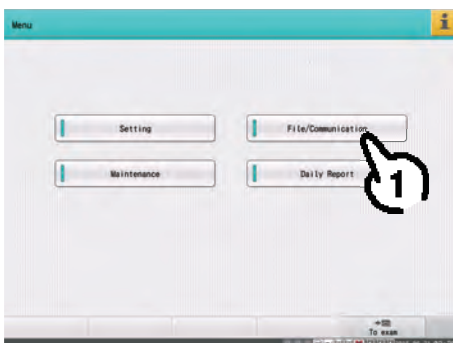 Menu
i
Setting
File/Communication
Maintenance
Daily Report
1
To exam